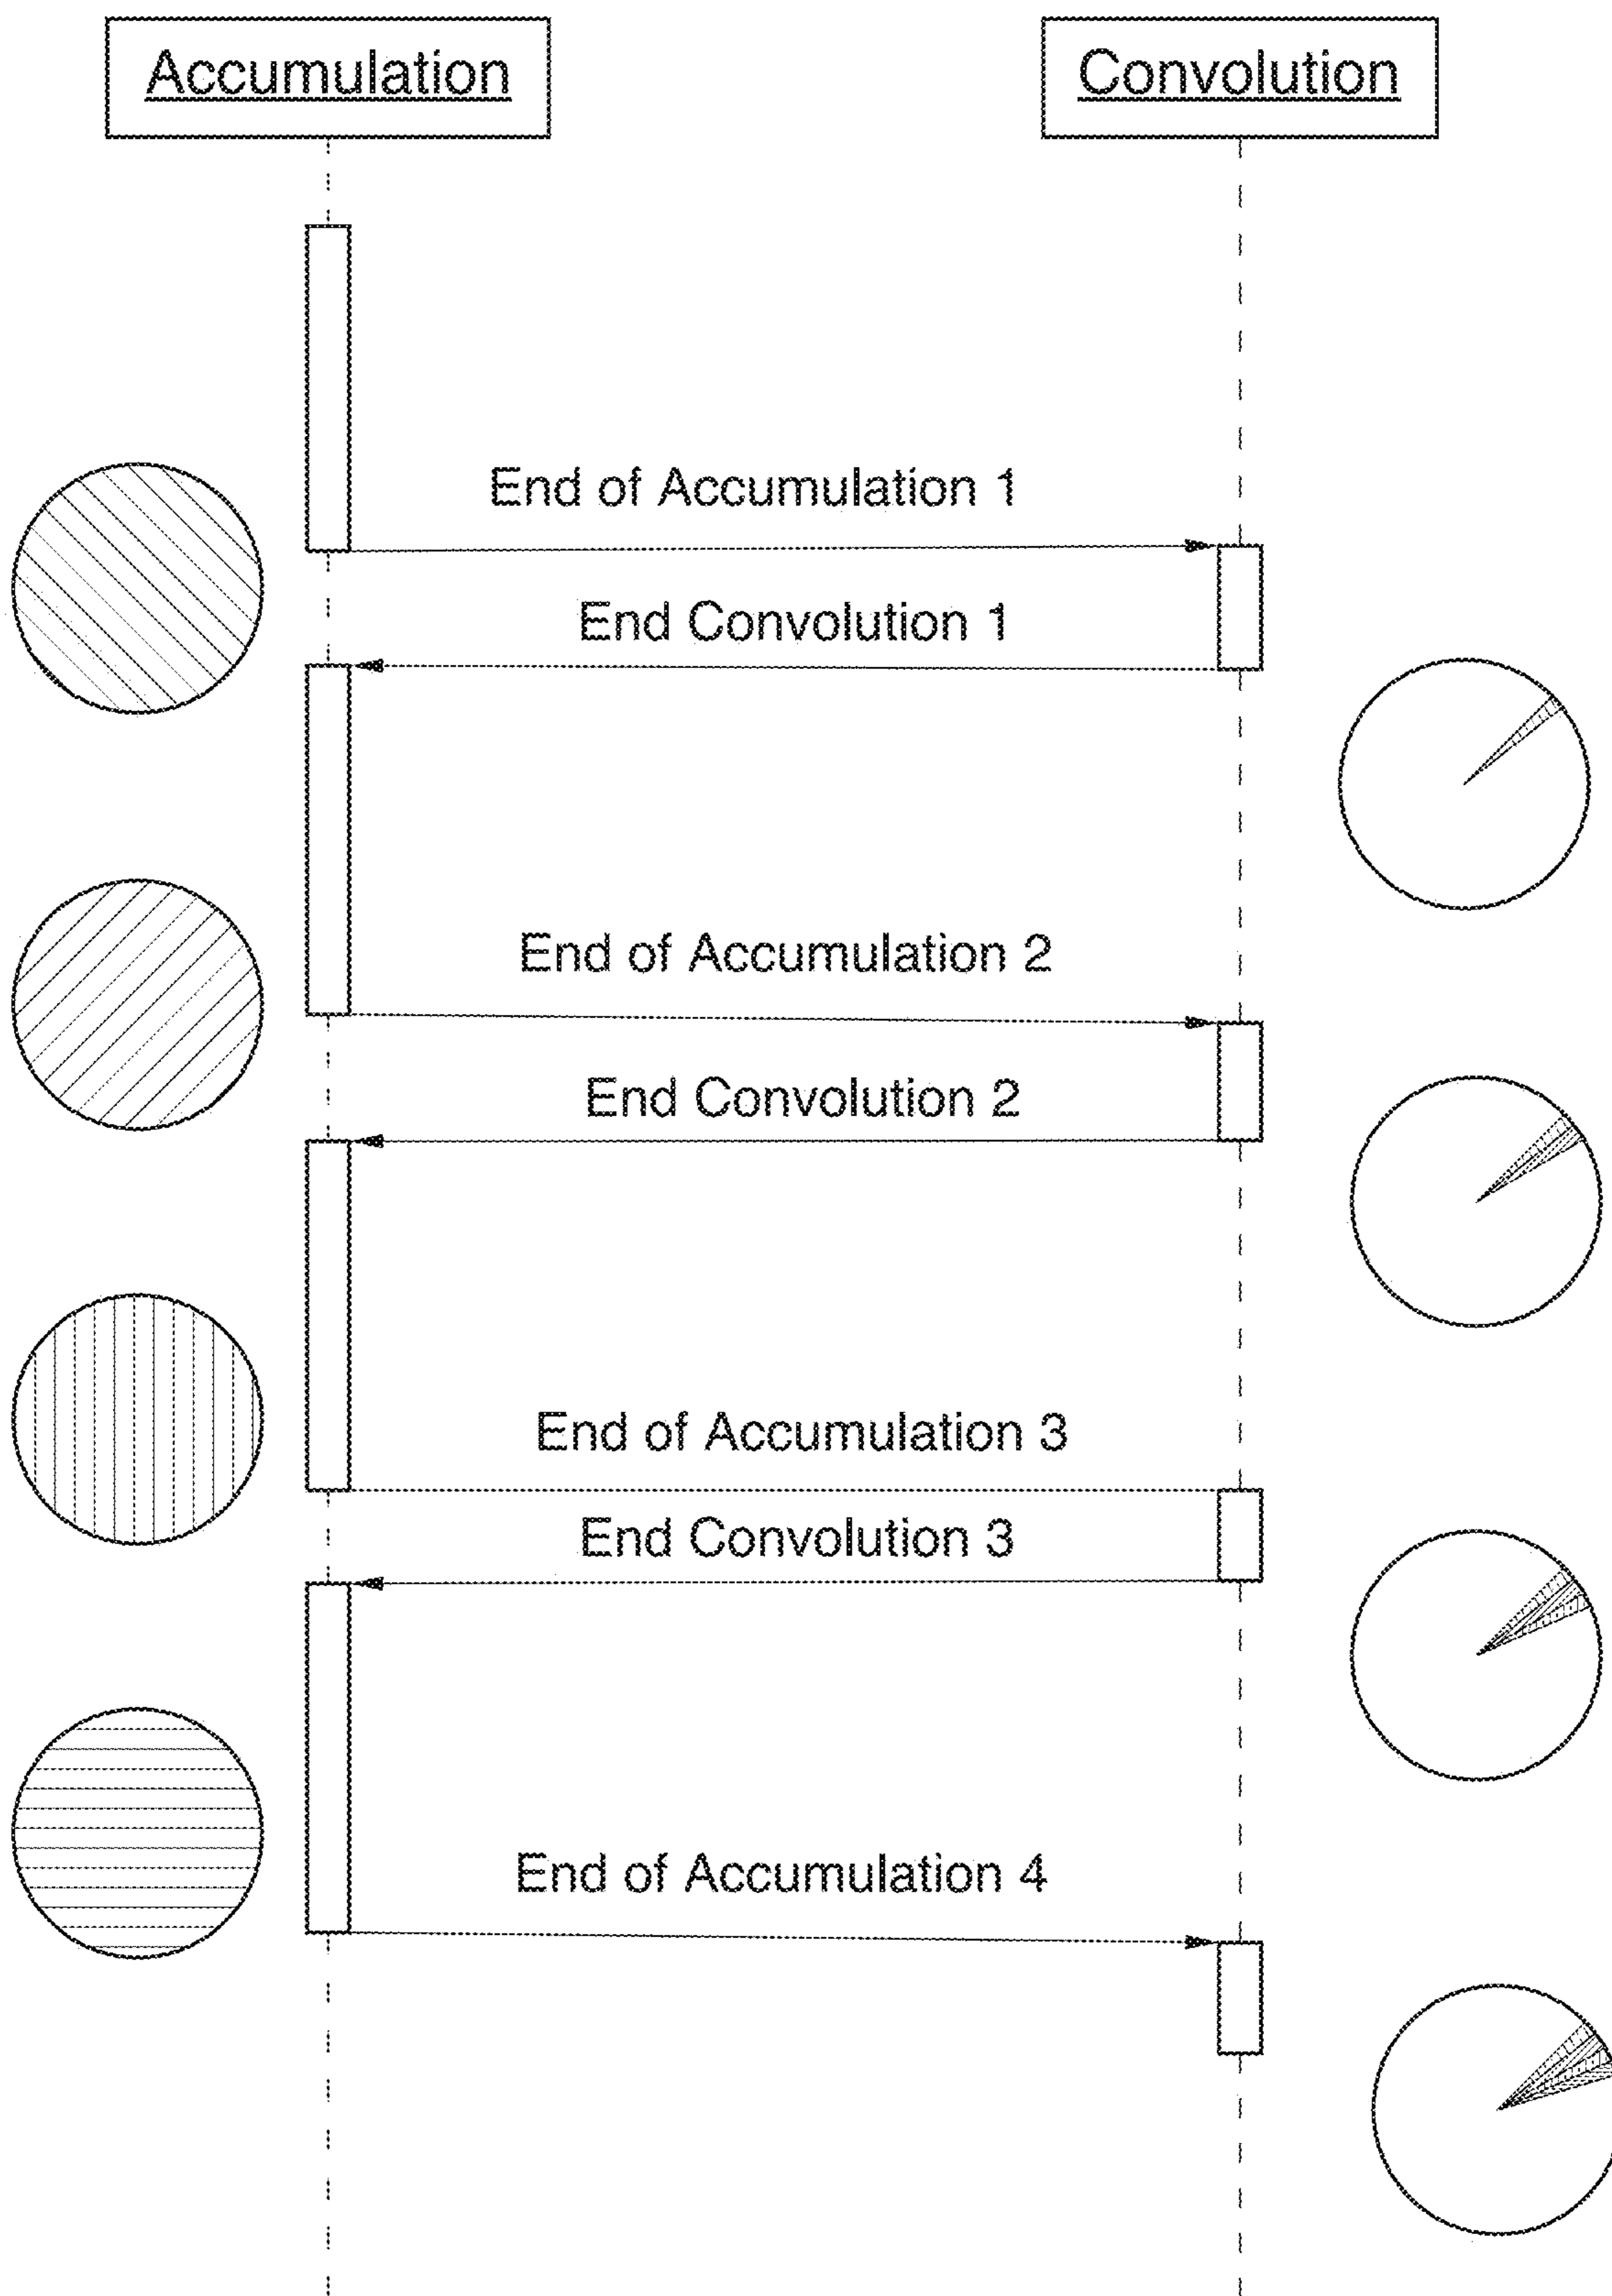 Accumulation
Convolution
End of Accumulation 1
End Convolution 1
End of Accumulation 2
End Convolution 2
End of Accumulation 3
End Convolution 3
End of Accumulation 4